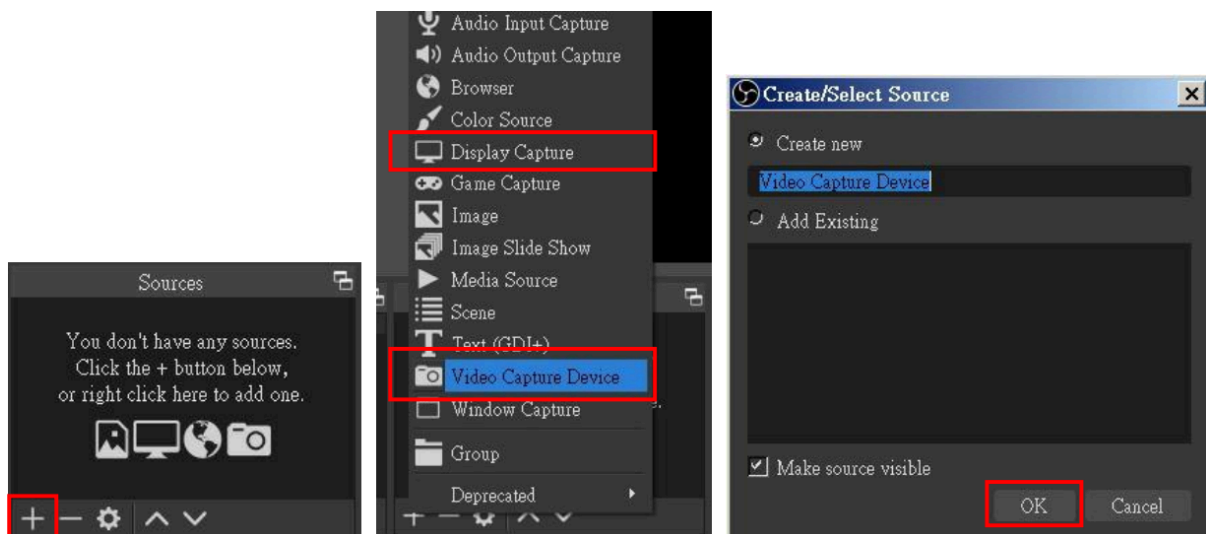 Sources
You don't have any sources.
Click the + button below,
or right click here to add one.
Audio Input Capture
Audio Output Capture
Browser
Color Source
Display Capture
Game Capture
Image
Image Slide Show
Media Source
Scene
Text (GDI+)
Video Capture Device
Window Capture
Group
Deprecated
Create/Select Source
Create new
Video Capture Device
Add Existing
Make source visible
OK
Cancel